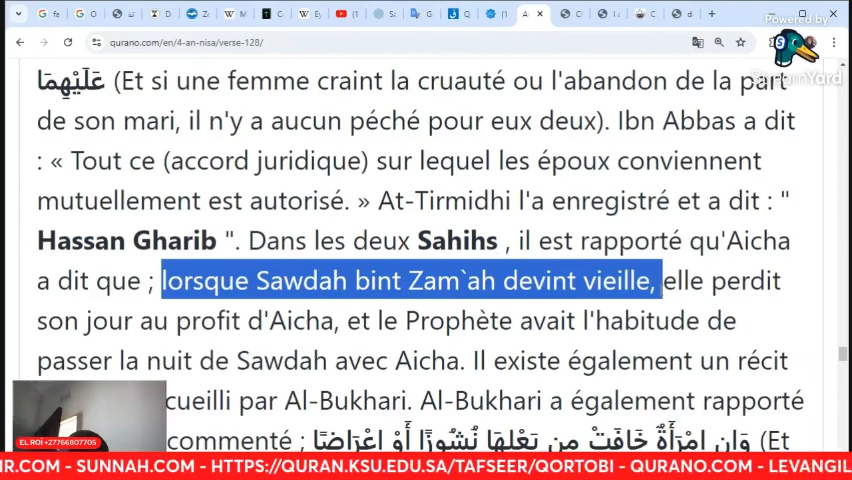 Powered by
StreamYard
qurano.com/en/4-an-nisa/verse-128/
عَلَيْهِمَا (Et si une femme craint la cruauté ou l'abandon de la part
de son mari, il n'y a aucun péché pour eux deux). Ibn Abbas a dit
: « Tout ce (accord juridique) sur lequel les époux conviennent
mutuellement est autorisé. » At-Tirmidhi l'a enregistré et a dit : "
Hassan Gharib ". Dans les deux Sahihs , il est rapporté qu'Aicha
a dit que ; lorsque Sawdah bint Zam`ah devint vieille, elle perdit
son jour au profit d'Aicha, et le Prophète avait l'habitude de
passer la nuit de Sawdah avec Aicha. Il existe également un récit
cueilli par Al-Bukhari. Al-Bukhari a également rapporté
commenté ; وَإِنِ امْرَأَةٌ خَافَتْ مِن بَعْلِهَا نُشُوزًا أَوْ إِعْرَاضًا (Et
EL ROI +27766807705
IR.COM - SUNNAH.COM - HTTPS://QURAN.KSU.EDU.SA/TAFSEER/QORTOBI - QURANO.COM - LEVANGIL